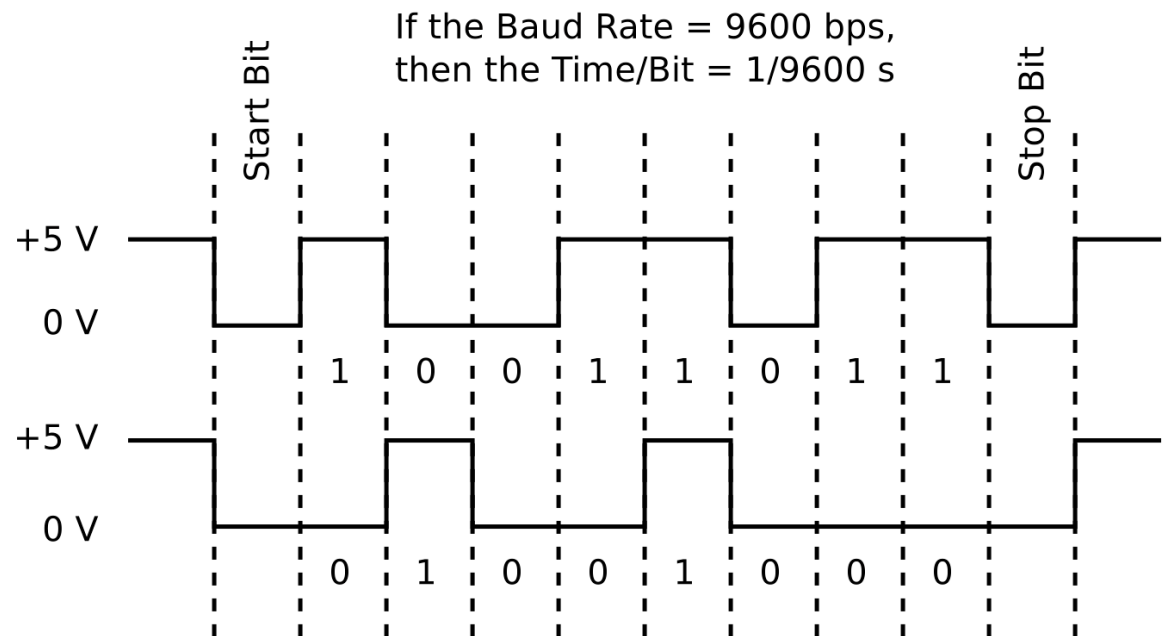 If the Baud Rate = 9600 bps,
then the Time/Bit = 1/9600 s
Start Bit
Stop Bit
+5 V
0 V
1 0 0 1 1 0 1 1
+5 V
0 V
0 1 0 0 1 0 0 0